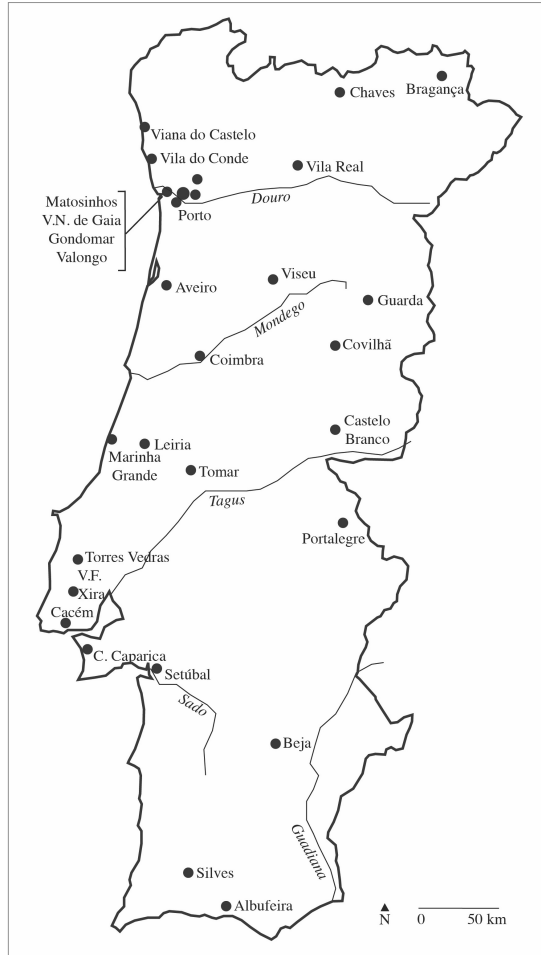 Chaves
Bragança
Viana do Castelo
Vila do Conde
Vila Real
Matosinhos
V.N. de Gaia
Gondomar
Valongo
Porto
Douro
Aveiro
Viseu
Guarda
Mondego
Covilhã
Coimbra
Castelo
Branco
Leiria
Marinha
Grande
Tomar
Tagus
Portalegre
Torres Vedras
V.F.
Xira
Cacém
C. Caparica
Setúbal
Sado
Beja
Guadiana
Silves
Albufeira
N
0 50 km